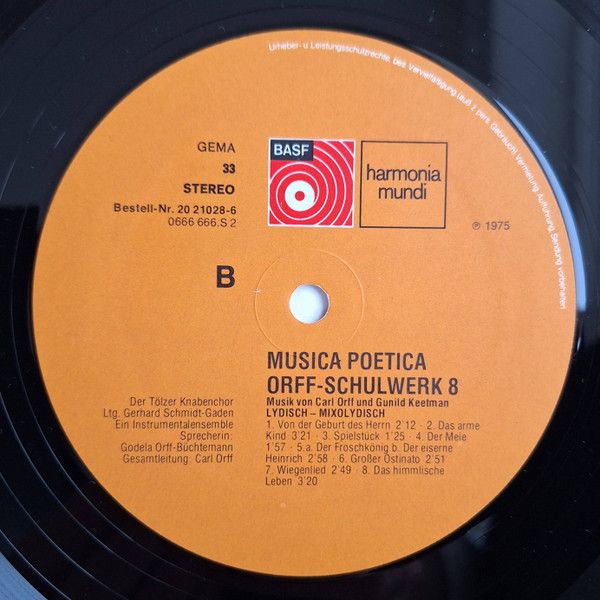 Urheber- u Leistungsschutzrechte, bes. Vervielfältigung (auß. z. pers. Gebrauch) Vermietung, Aufführung, Sendung vorbehalten
GEMA
33
STEREO
Bestell-Nr. 20 21028-6
0666 666.S 2
BASF
harmonia
mundi
℗ 1975
B
MUSICA POETICA
ORFF-SCHULWERK 8
Musik von Carl Orff und Gunild Keetman
LYDISCH – MIXOLYDISCH
1. Von der Geburt des Herrn 2'12 · 2. Das arme
Kind 3'21 · 3. Spielstück 1'25 · 4. Der Meie
1'57 · 5.a. Der Froschkönig b. Der eiserne
Heinrich 2'58 · 6. Großer Ostinato 2'51
7. Wiegenlied 2'49 · 8. Das himmlische
Leben 3'20
Der Tölzer Knabenchor
Ltg. Gerhard Schmidt-Gaden
Ein Instrumentalensemble
Sprecherin:
Godela Orff-Büchtemann
Gesamtleitung: Carl Orff